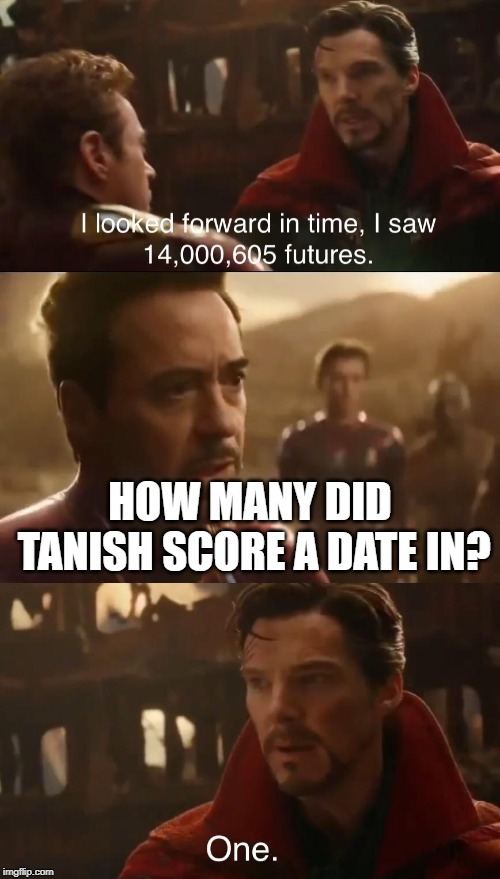 I looked forward in time, I saw
14,000,605 futures.
HOW MANY DID
TANISH SCORE A DATE IN?
One.
imgflip.com